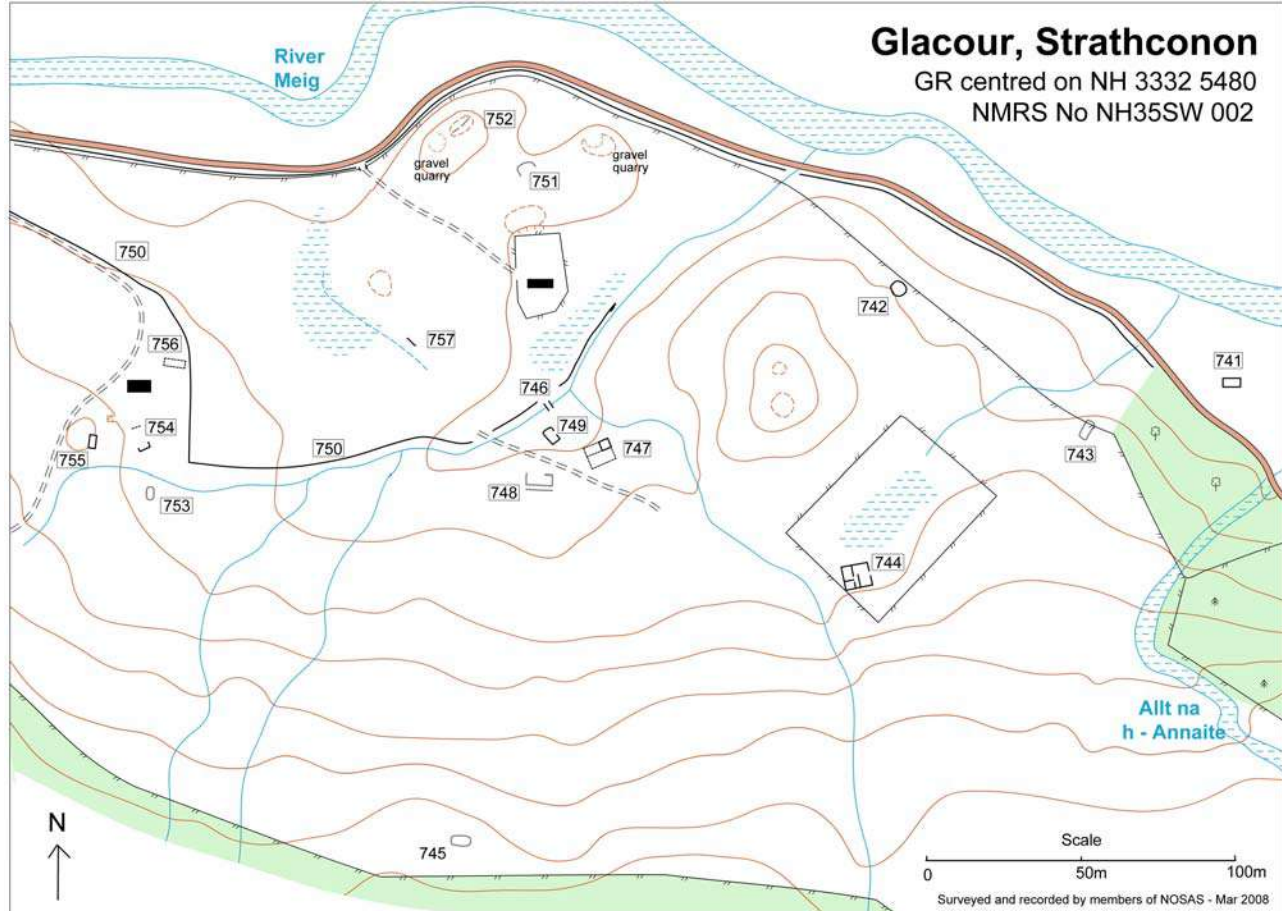 Glacour, Strathconon
GR centred on NH 3332 5480
NMRS No NH35SW 002
River
Meig
752
gravel
quarry
gravel
quarry
751
750
742
757
756
741
746
754
749
750
747
743
755
748
753
744
Allt na
h - Annaite
N
745
Scale
0
50m
100m
Surveyed and recorded by members of NOSAS - Mar 2008